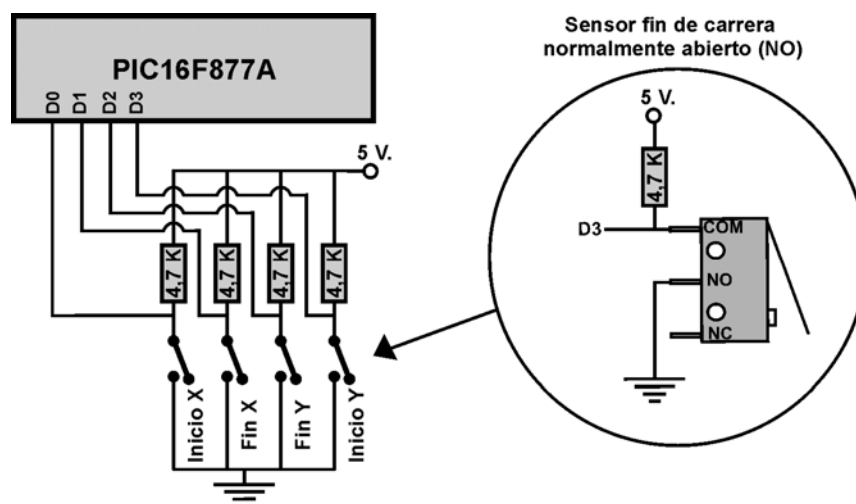 PIC16F877A
D0
D1
D2
D3
5 V.
4,7 K
4,7 K
4,7 K
4,7 K
Inicio X
Fin X
Fin Y
Inicio Y
Sensor fin de carrera
normalmente abierto (NO)
5 V.
4,7 K
D3
COM
NO
NC